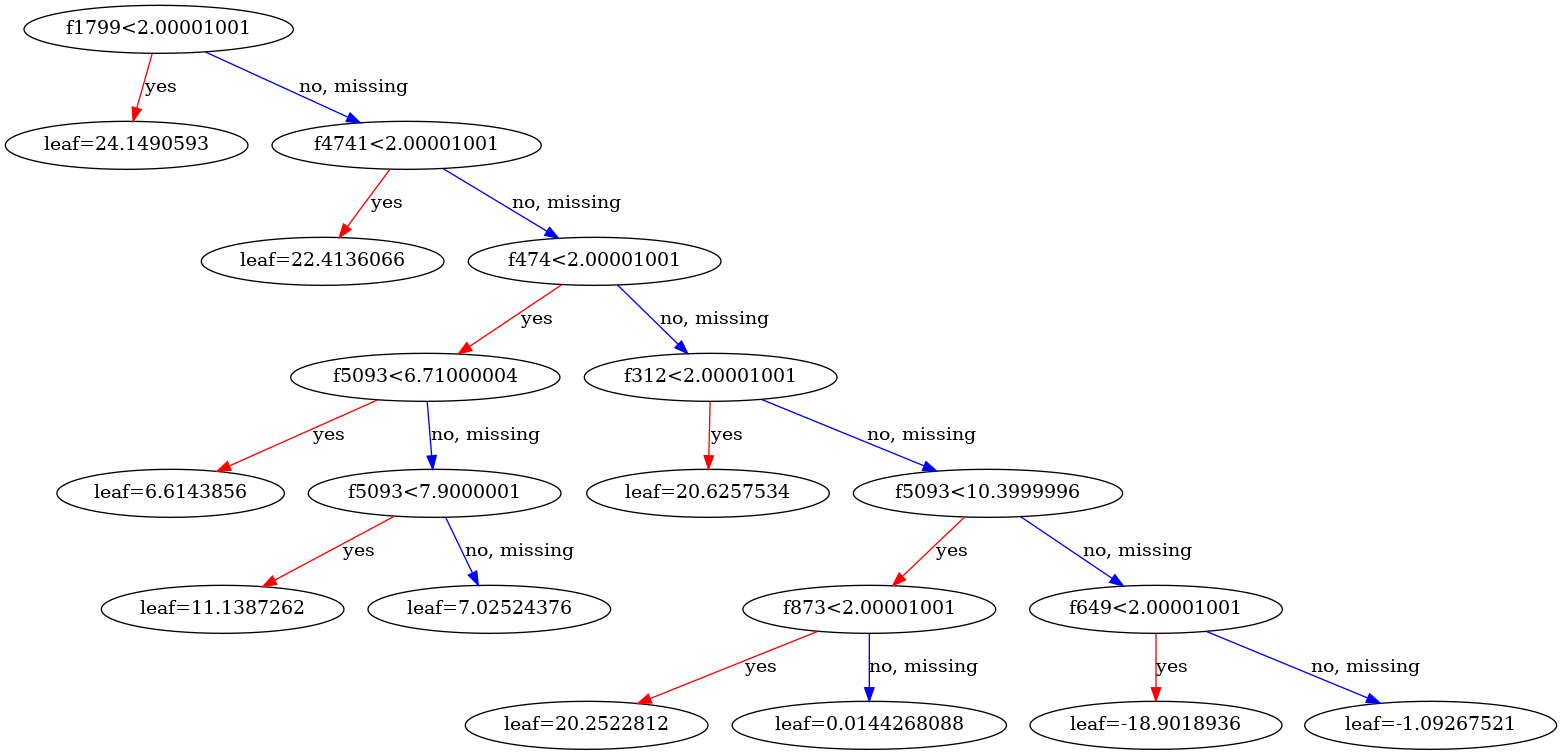 f1799<2.00001001
yes
no, missing
leaf=24.1490593
f4741<2.00001001
yes
no, missing
leaf=22.4136066
f474<2.00001001
yes
no, missing
f5093<6.71000004
f312<2.00001001
yes
no, missing
yes
no, missing
leaf=6.6143856
f5093<7.9000001
leaf=20.6257534
f5093<10.3999996
yes
no, missing
yes
no, missing
leaf=11.1387262
leaf=7.02524376
f873<2.00001001
f649<2.00001001
yes
no, missing
yes
no, missing
leaf=20.2522812
leaf=0.0144268088
leaf=-18.9018936
leaf=-1.09267521